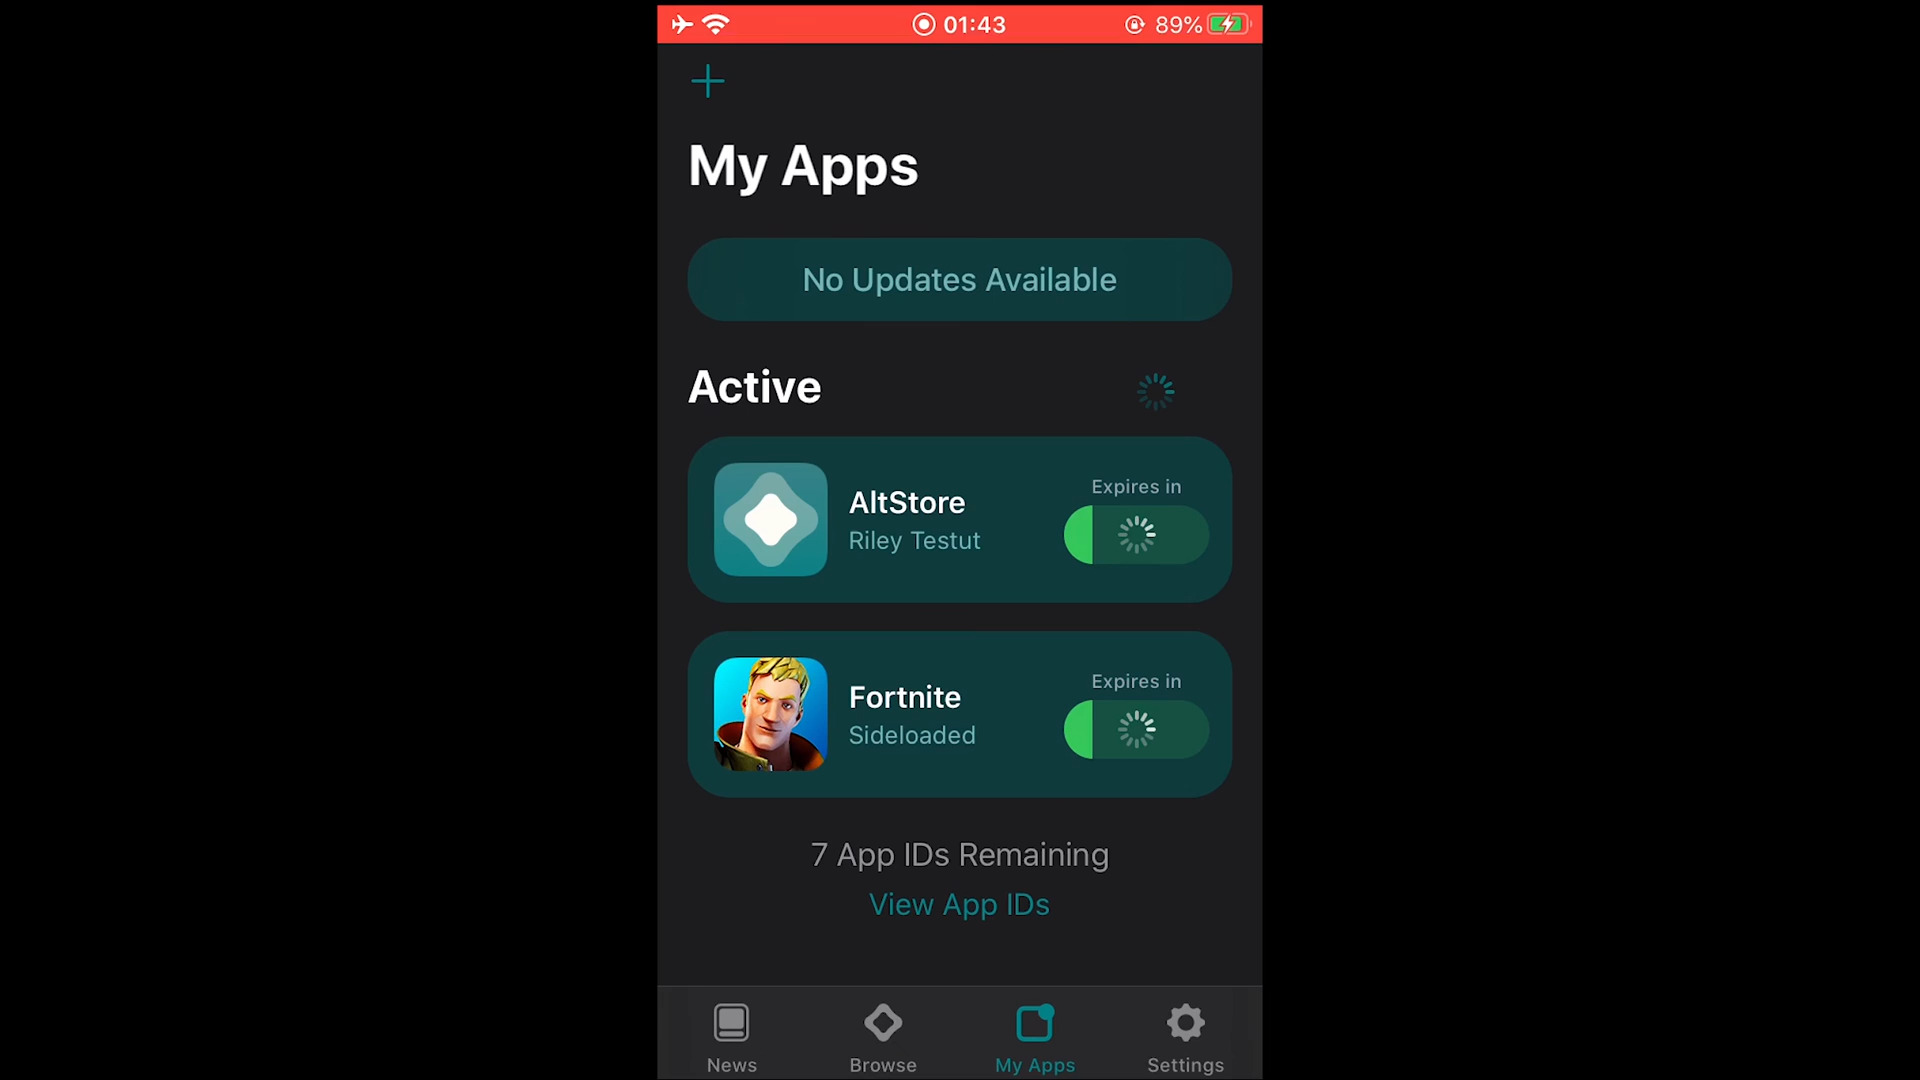 01:43
89%
My Apps
No Updates Available
Active
AltStore
Riley Testut
Expires in
Fortnite
Sideloaded
Expires in
7 App IDs Remaining
View App IDs
News
Browse
My Apps
Settings